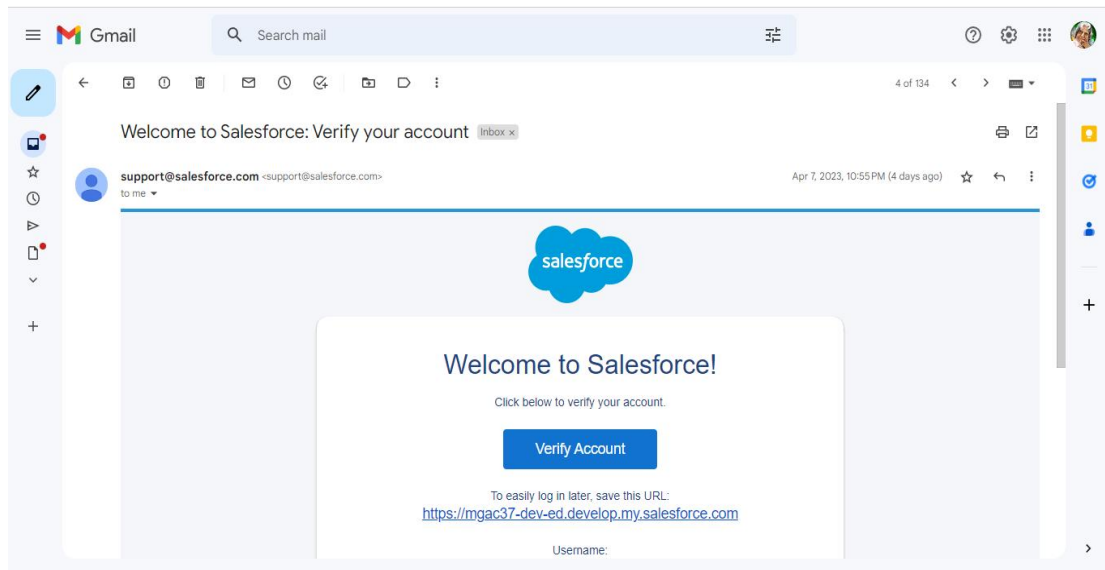 Gmail
Search mail
4 of 134
31
Welcome to Salesforce: Verify your account Inbox ×
support@salesforce.com <support@salesforce.com>
Apr 7, 2023, 10:55 PM (4 days ago)
to me
salesforce
Welcome to Salesforce!
Click below to verify your account.
Verify Account
To easily log in later, save this URL:
https://mgac37-dev-ed.develop.my.salesforce.com
Username: